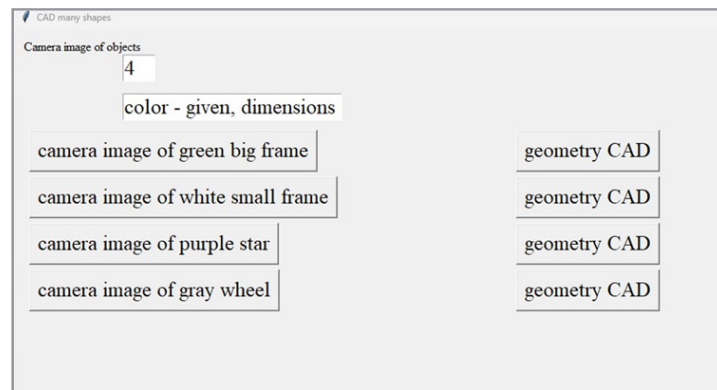 CAD many shapes
Camera image of objects
4
color - given, dimensions
camera image of green big frame geometry CAD
camera image of white small frame geometry CAD
camera image of purple star geometry CAD
camera image of gray wheel geometry CAD